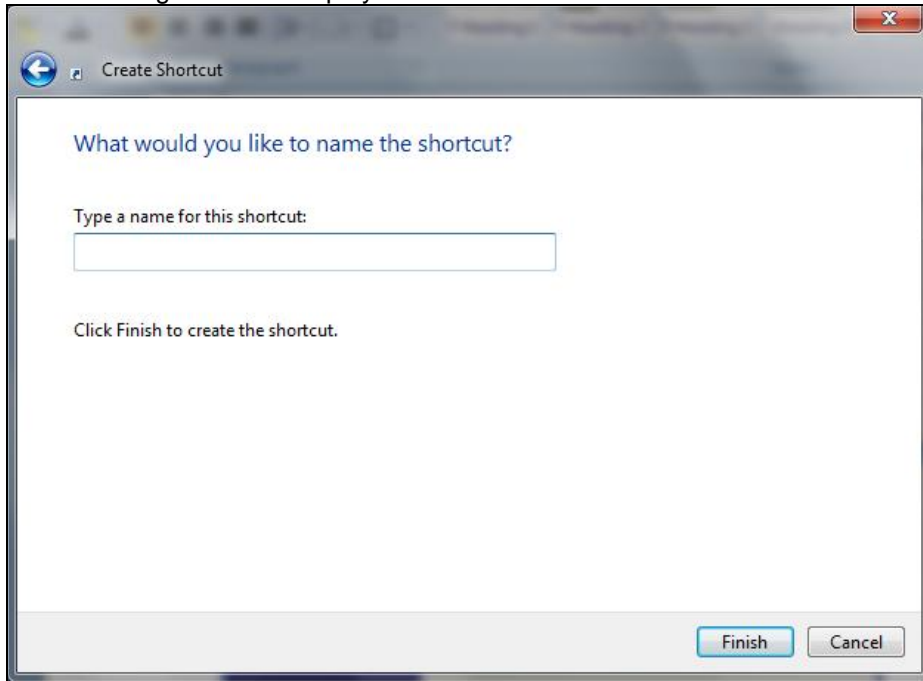 Create Shortcut
What would you like to name the shortcut?
Type a name for this shortcut:
Click Finish to create the shortcut.
Finish Cancel